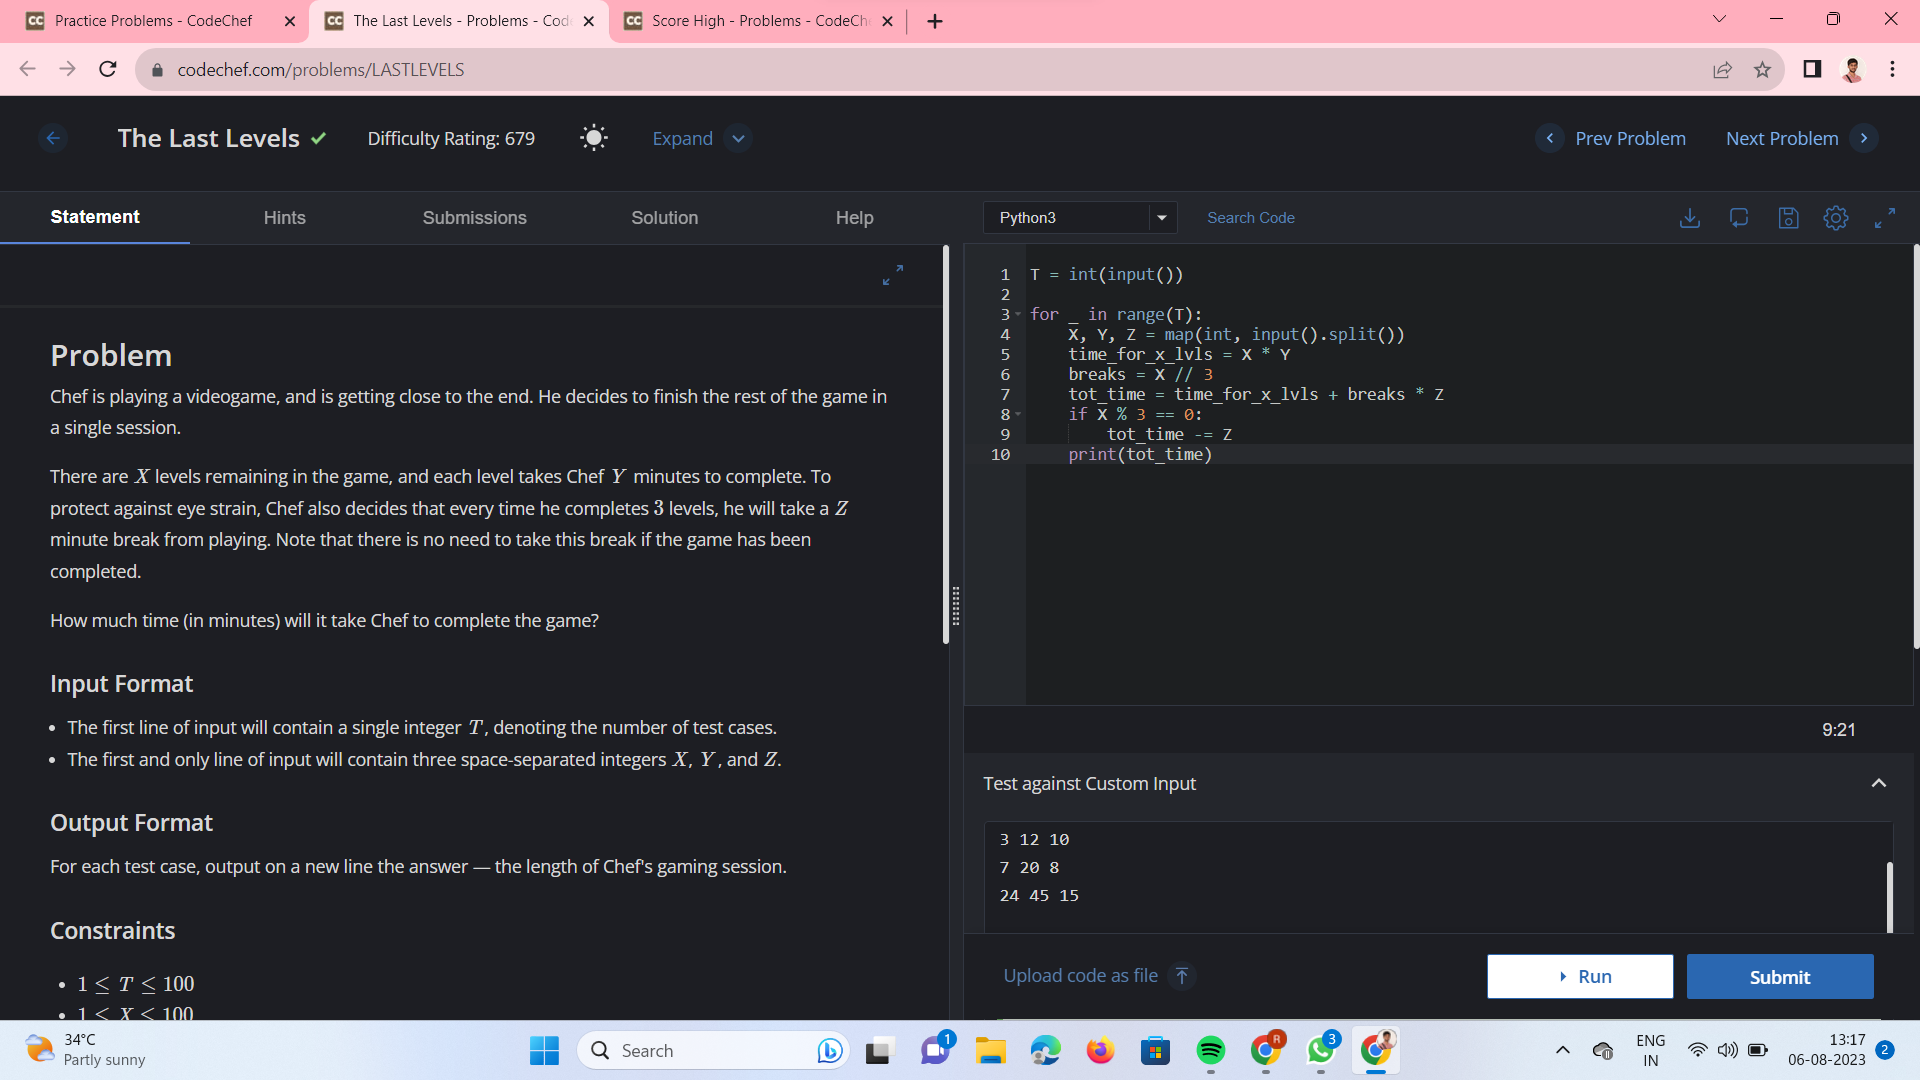 Practice Problems - CodeChef
The Last Levels - Problems - Cod
Score High - Problems - CodeChe
codechef.com/problems/LASTLEVELS
The Last Levels
Difficulty Rating: 679
Expand
Prev Problem
Next Problem
Statement
Hints
Submissions
Solution
Help
Python3
Search Code
Problem
Chef is playing a videogame, and is getting close to the end. He decides to finish the rest of the game in
a single session.
There are X levels remaining in the game, and each level takes Chef Y minutes to complete. To
protect against eye strain, Chef also decides that every time he completes 3 levels, he will take a Z
minute break from playing. Note that there is no need to take this break if the game has been
completed.
How much time (in minutes) will it take Chef to complete the game?
Input Format
• The first line of input will contain a single integer T, denoting the number of test cases.
• The first and only line of input will contain three space-separated integers X, Y, and Z.
Output Format
For each test case, output on a new line the answer — the length of Chef's gaming session.
Constraints
• 1 ≤ T ≤ 100
• 1 ≤ X ≤ 100
1 T = int(input())
2
3 for _ in range(T):
4     X, Y, Z = map(int, input().split())
5     time_for_x_lvls = X * Y
6     breaks = X // 3
7     tot_time = time_for_x_lvls + breaks * Z
8     if X % 3 == 0:
9         tot_time -= Z
10     print(tot_time)
9:21
Test against Custom Input
3 12 10
7 20 8
24 45 15
Upload code as file
Run
Submit
34°C
Partly sunny
Search
1
R
3
ENG
IN
13:17
06-08-2023
2